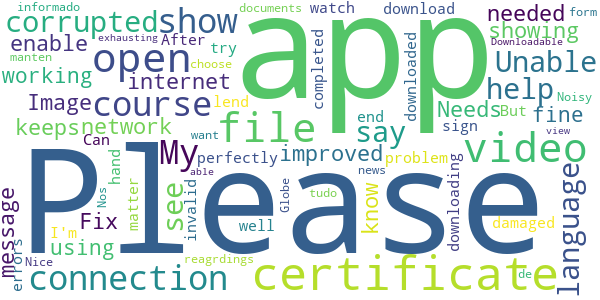 informado
documents
watch
download
needed
form
corrupted
show
exhausting
After
try
showing
Downloadable
enable
open
app
manten
choose
completed
downloaded
Unable
working
internet
help
Image
course
lend
Needs
But
Noisy
keeps
network
file
say
end
sign
fine
Can
My
perfectly
improved
problem
want
able
video
view
Please
message
Nos
hand
matter
see
invalid
Globe
tudo
news
know
downloading
language
Fix
I'm
well
damaged
errors
using
reagrdings
Nice
connection
certificate
de